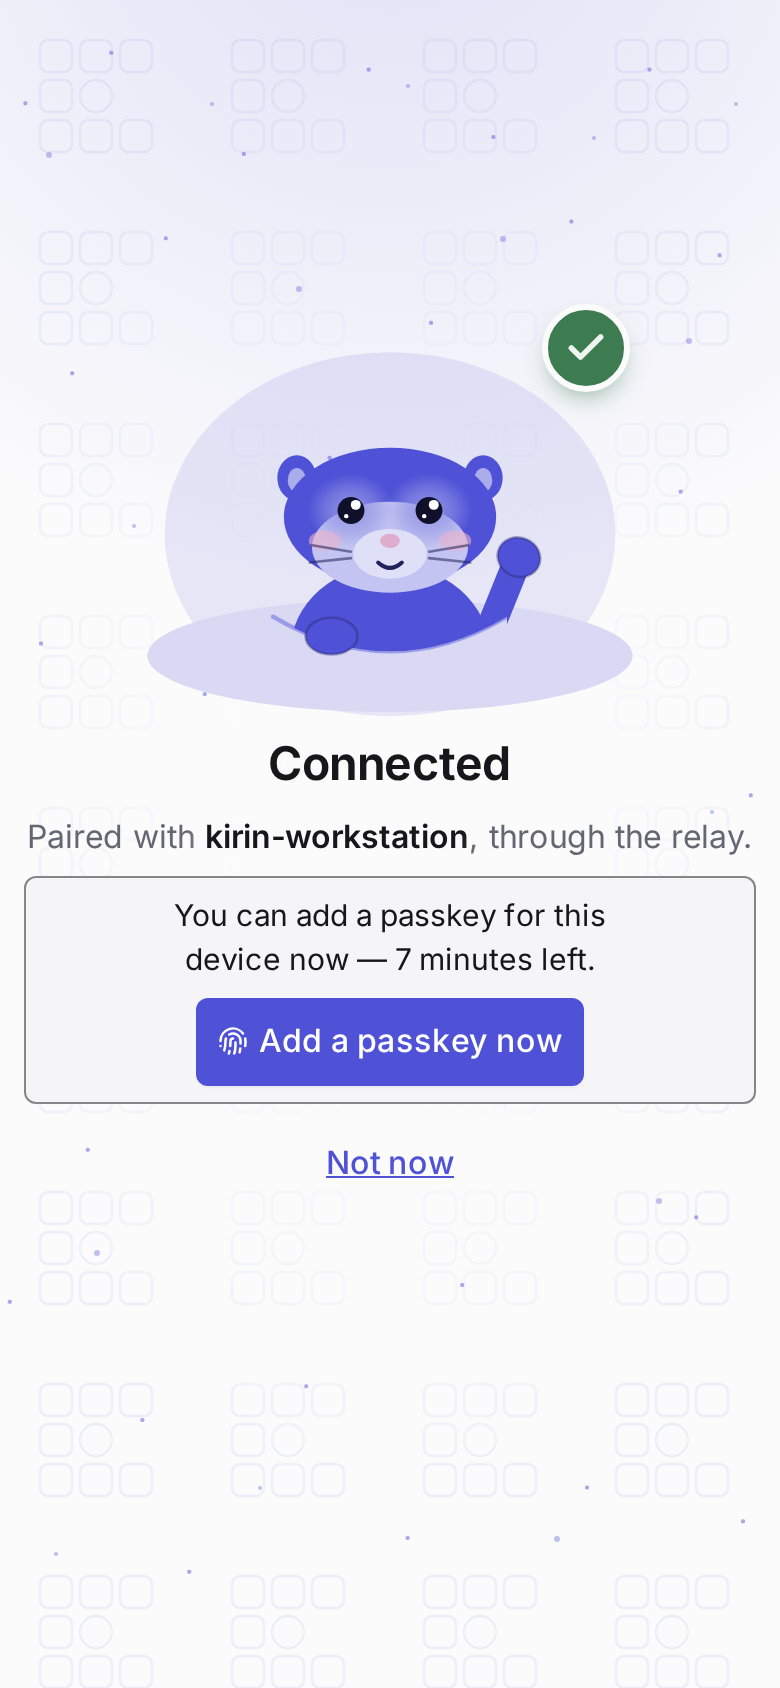 Connected
Paired with kirin-workstation, through the relay.
You can add a passkey for this
device now — 7 minutes left.
Add a passkey now
Not now